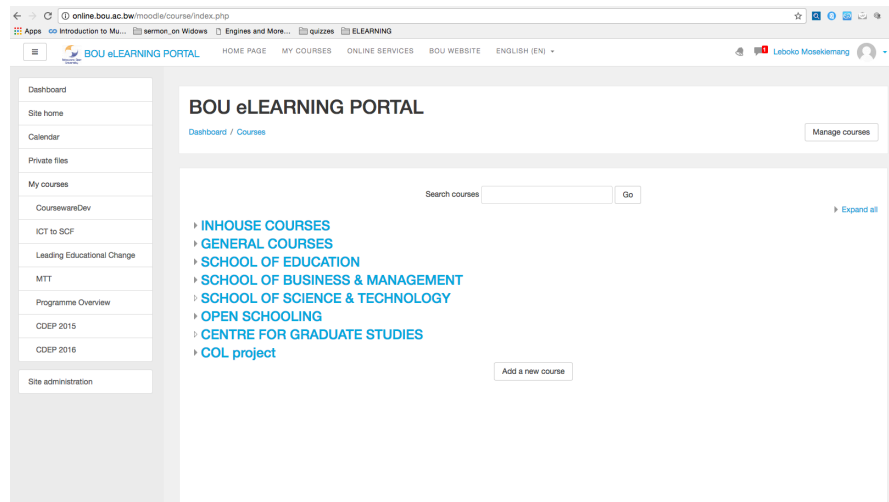 online.bou.ac.bw/moodle/course/index.php
Apps Introduction to Mu... sermon_on Widows Engines and More... quizzes ELEARNING
BOU eLEARNING PORTAL HOME PAGE MY COURSES ONLINE SERVICES BOU WEBSITE ENGLISH (EN) Leboko Mosekiemang
Dashboard
Site home
Calendar
Private files
My courses
CoursewareDev
ICT to SCF
Leading Educational Change
MTT
Programme Overview
CDEP 2015
CDEP 2016
Site administration
BOU eLEARNING PORTAL
Dashboard / Courses Manage courses
Search courses Go
Expand all
INHOUSE COURSES
GENERAL COURSES
SCHOOL OF EDUCATION
SCHOOL OF BUSINESS & MANAGEMENT
SCHOOL OF SCIENCE & TECHNOLOGY
OPEN SCHOOLING
CENTRE FOR GRADUATE STUDIES
COL project
Add a new course